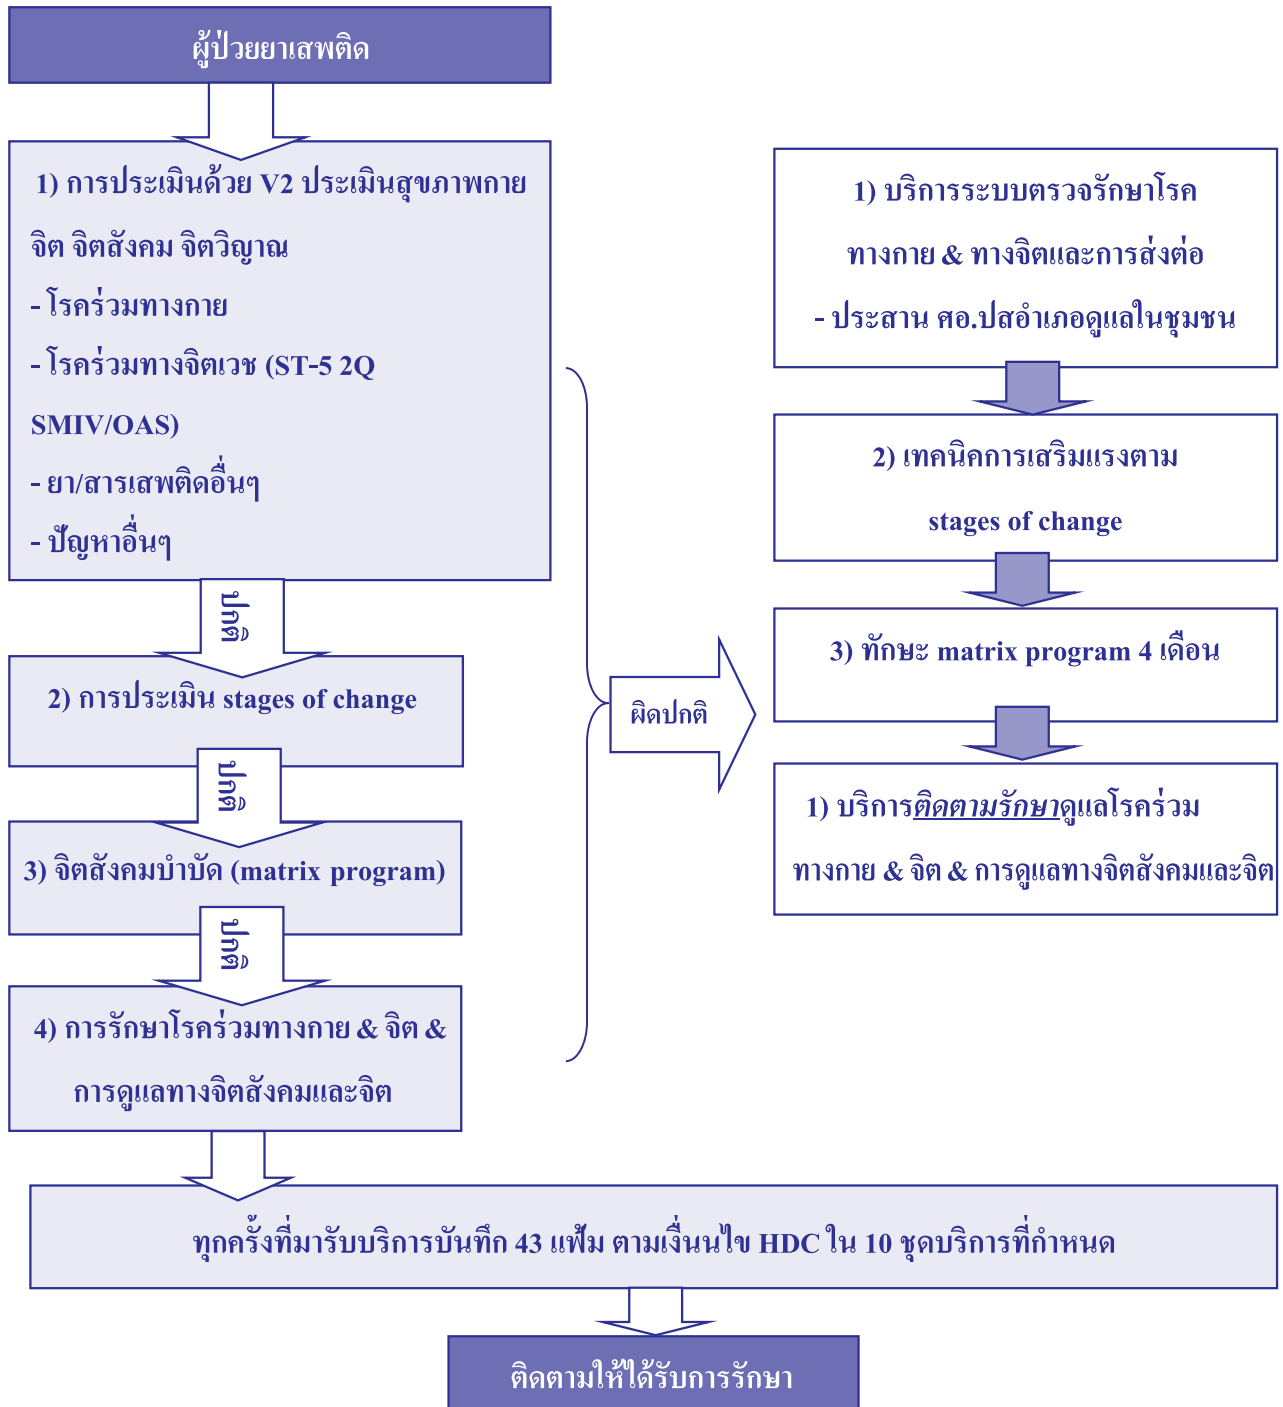 ผู้ป่วยยาเสพติด
1) การประเมินด้วย V2 ประเมินสุขภาพกาย
จิต จิตสังคม จิตวิญาณ
- โรคร่วมทางกาย
- โรคร่วมทางจิตเวช (ST-5 2Q
SMIV/OAS)
- ยา/สารเสพติดอื่นๆ
- ปัญหาอื่นๆ
ปกติ
2) การประเมิน stages of change
ปกติ
3) จิตสังคมบำบัด (matrix program)
ปกติ
4) การรักษาโรคร่วมทางกาย & จิต &
การดูแลทางจิตสังคมและจิต
ผิดปกติ
1) บริการระบบตรวจรักษาโรค
ทางกาย & ทางจิตและการส่งต่อ
- ประสาน ศอ.ปสอำเภอดูแลในชุมชน
2) เทคนิคการเสริมแรงตาม
stages of change
3) ทักษะ matrix program 4 เดือน
1) บริการติดตามรักษาดูแลโรคร่วม
ทางกาย & จิต & การดูแลทางจิตสังคมและจิต
ทุกครั้งที่มารับบริการบันทึก 43 แฟ้ม ตามเงื่นนไข HDC ใน 10 ชุดบริการที่กำหนด
ติดตามให้ได้รับการรักษา